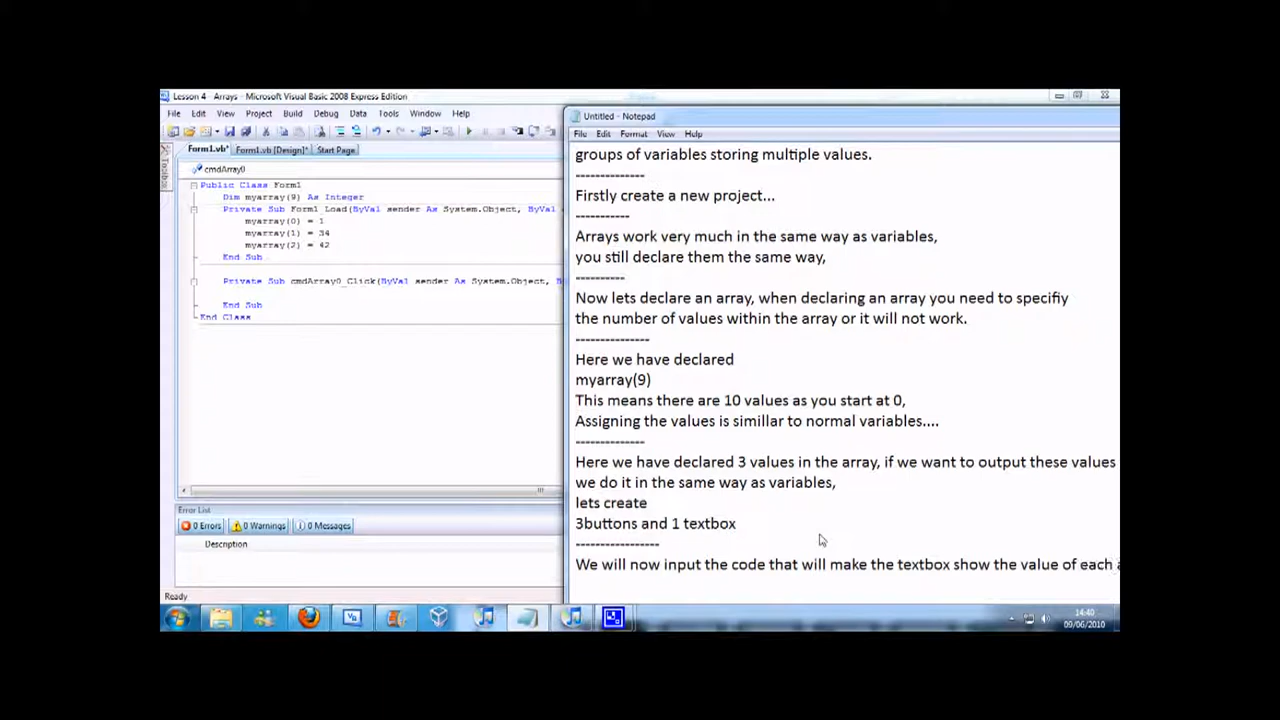 Lesson 4 Arrays - Microsoft Visual Basic 2008 Express Edition
File Edit View Project Build Debug Data Tools Window Help
Form1.vb* Form1.vb [Design]* Start Page
Toolbox
cmdArray0
Public Class Form1
Dim myarray(9) As Integer
Private Sub Form1_Load(ByVal sender As System.Object, ByVal
myarray(0) = 1
myarray(1) = 34
myarray(2) = 42
End Sub
Private Sub cmdArray0_Click(ByVal sender As System.Object,
End Sub
End Class
Error List
0 Errors 0 Warnings 0 Messages
Description
Ready
Untitled - Notepad
File Edit Format View Help
groups of variables storing multiple values.
--------------
Firstly create a new project...
-----------
Arrays work very much in the same way as variables,
you still declare them the same way,
----------
Now lets declare an array, when declaring an array you need to specifiy
the number of values within the array or it will not work.
---------------
Here we have declared
myarray(9)
This means there are 10 values as you start at 0,
Assigning the values is simillar to normal variables....
--------------
Here we have declared 3 values in the array, if we want to output these values
we do it in the same way as variables,
lets create
3buttons and 1 textbox
-----------------
We will now input the code that will make the textbox show the value of each
14:40
09/06/2010